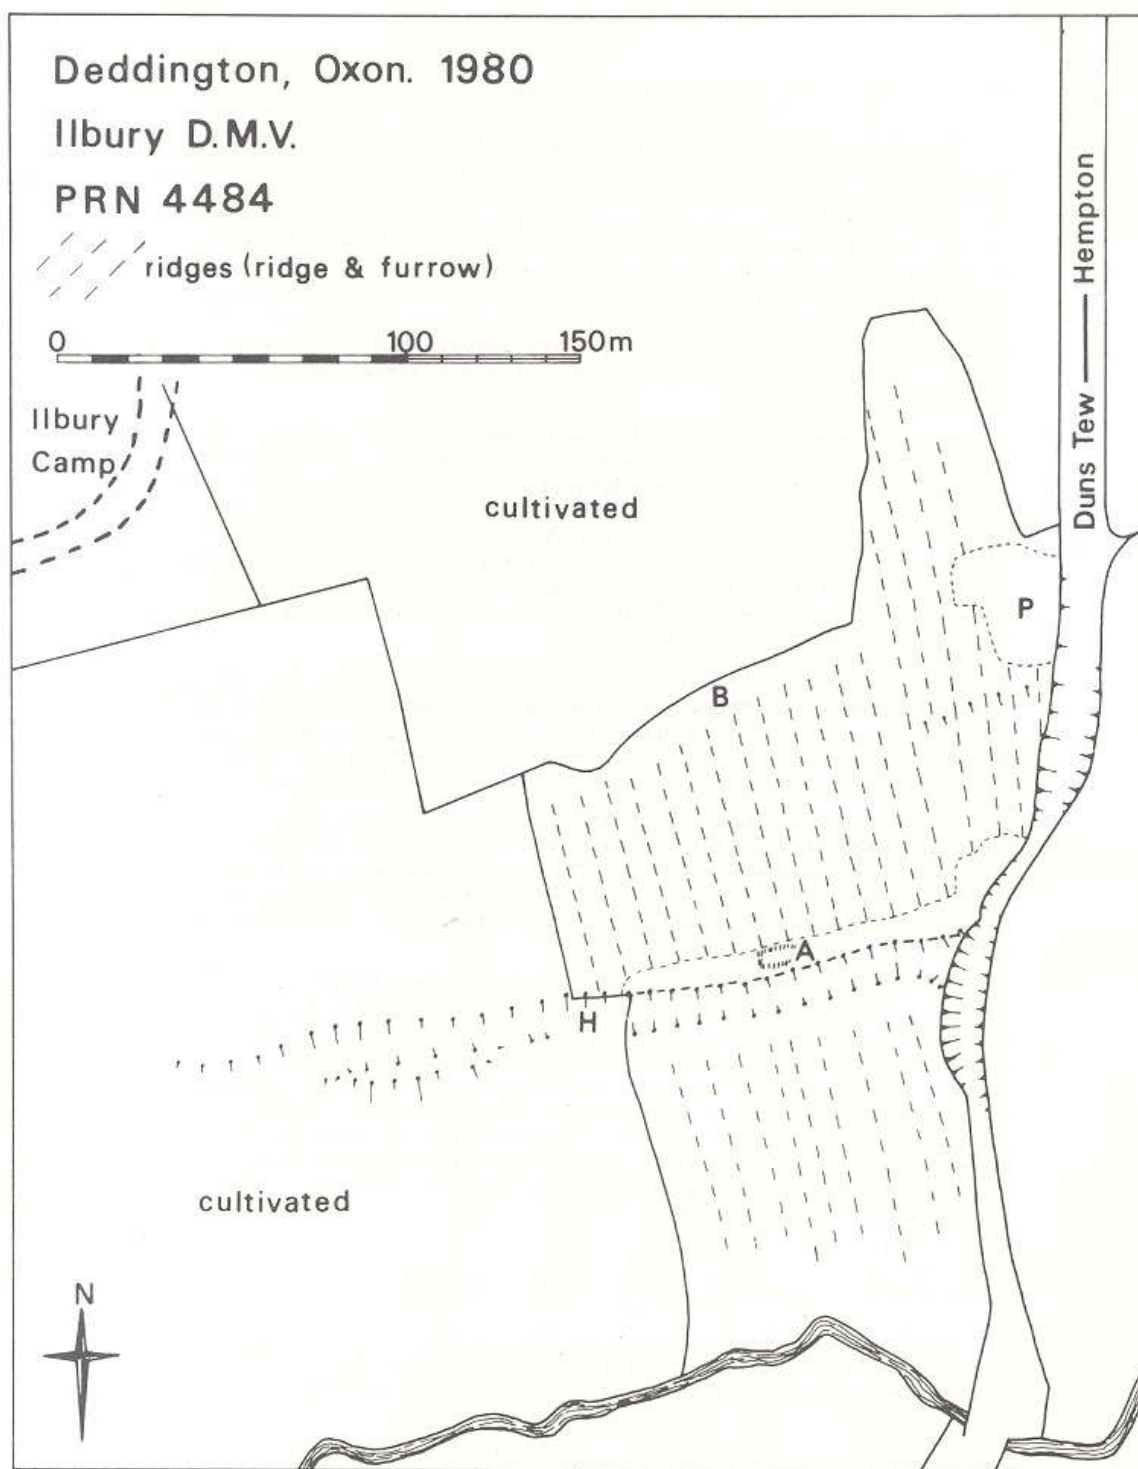 Deddington, Oxon. 1980
Ilbury D.M.V.
PRN 4484
ridges (ridge & furrow)
0 100 150m
Ilbury
Camp
cultivated
Duns Tew — Hempton
P
B
A
H
cultivated
N